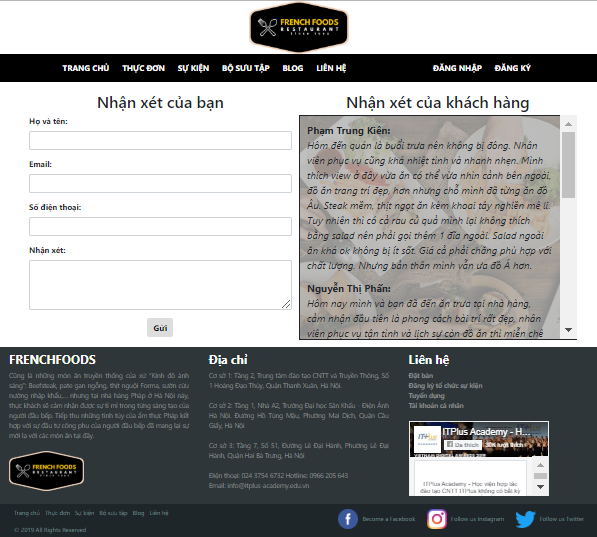 FRENCH FOODS
RESTAURANT
SINCE 1990
TRANG CHỦ THỰC ĐƠN SỰ KIỆN BỘ SƯU TẬP BLOG LIÊN HỆ ĐĂNG NHẬP ĐĂNG KÝ
Nhận xét của bạn
Họ và tên:
Email:
Số điện thoại:
Nhận xét:
Gửi
Nhận xét của khách hàng
Phạm Trung Kiên:
Hôm đến quán là buổi trưa nên không bị đông. Nhân
viên phục vụ cũng khá nhiệt tình và nhanh nhẹn. Mình
thích view ở đây vừa ăn có thể vừa nhìn cảnh bên ngoài,
đồ ăn trang trí đẹp, hơn nhưng chỗ mình đã từng ăn đồ
Âu. Steak mềm, thịt ngọt ăn kèm khoai tây nghiền mê li.
Tuy nhiên thì cá cả rau củ quả mình lại không thích
bằng salad nên phải gọi thêm 1 đĩa ngoài. Salad ngoài
ăn khá ok không bị ít sốt. Giá cả phải chăng phù hợp với
chất lượng. Nhưng bản thân mình vẫn ưa đồ Á hơn.
Nguyễn Thị Phấn:
Hôm nay mình và bạn đã đến ăn trưa tại nhà hàng,
cảm nhận đầu tiên là phong cách bài trí rất đẹp, nhân
viên phục vụ tận tình và lịch sự còn đồ ăn thì miễn chê
FRENCHFOODS
Cũng là những món ăn truyền thống của xứ "Kinh đô ánh
sáng": Beefsteak, pate gan ngỗng, thịt nguội Forma, sườn cừu
nướng nhập khẩu,... nhưng tại nhà hàng Pháp ở Hà Nội này,
thực khách sẽ cảm nhận được sự tỉ mỉ trong từng sáng tạo của
người đầu bếp. Tiếp thu những tinh túy của ẩm thực Pháp kết
hợp với sự đầu tư công phu của người đầu bếp đã mang lại sự
mới lạ với các món ăn tại đây.
FRENCH FOODS
RESTAURANT
Địa chỉ
Cơ sở 1: Tầng 2, Trung tâm đào tạo CNTT và Truyền Thông, Số
1 Hoàng Đạo Thúy, Quận Thanh Xuân, Hà Nội.
Cơ sở 2: Tầng 1, Nhà A2, Trường Đại học Sân Khấu - Điện Ảnh
Hà Nội, Đường Hồ Tùng Mậu, Phường Mai Dịch, Quận Cầu
Giấy, Hà Nội
Cơ sở 3: Tầng 7, Số 51, Đường Lê Đại Hành, Phường Lê Đại
Hành, Quận Hai Bà Trưng, Hà Nội
Điện thoại: 024 3754 6732 Hotline: 0966 205 643
Email: info@itplus-academy.edu.vn
Liên hệ
Đặt bàn
Đăng ký tổ chức sự kiện
Tuyển dụng
Tài khoản cá nhân
ITPlus Academy - H...
Đã thích 30K lượt thích
VIETNAM DIGITAL AWARDS 2019
ITPlus Academy - Học viện hợp tác
đào tạo CNTT ITPlus không có bất kỳ
Trang chủ Thực đơn Sự kiện Bộ sưu tập Blog Liên hệ
© 2019 All Rights Reserved
Become a Facebook Follow us Instagram Follow us Twitter